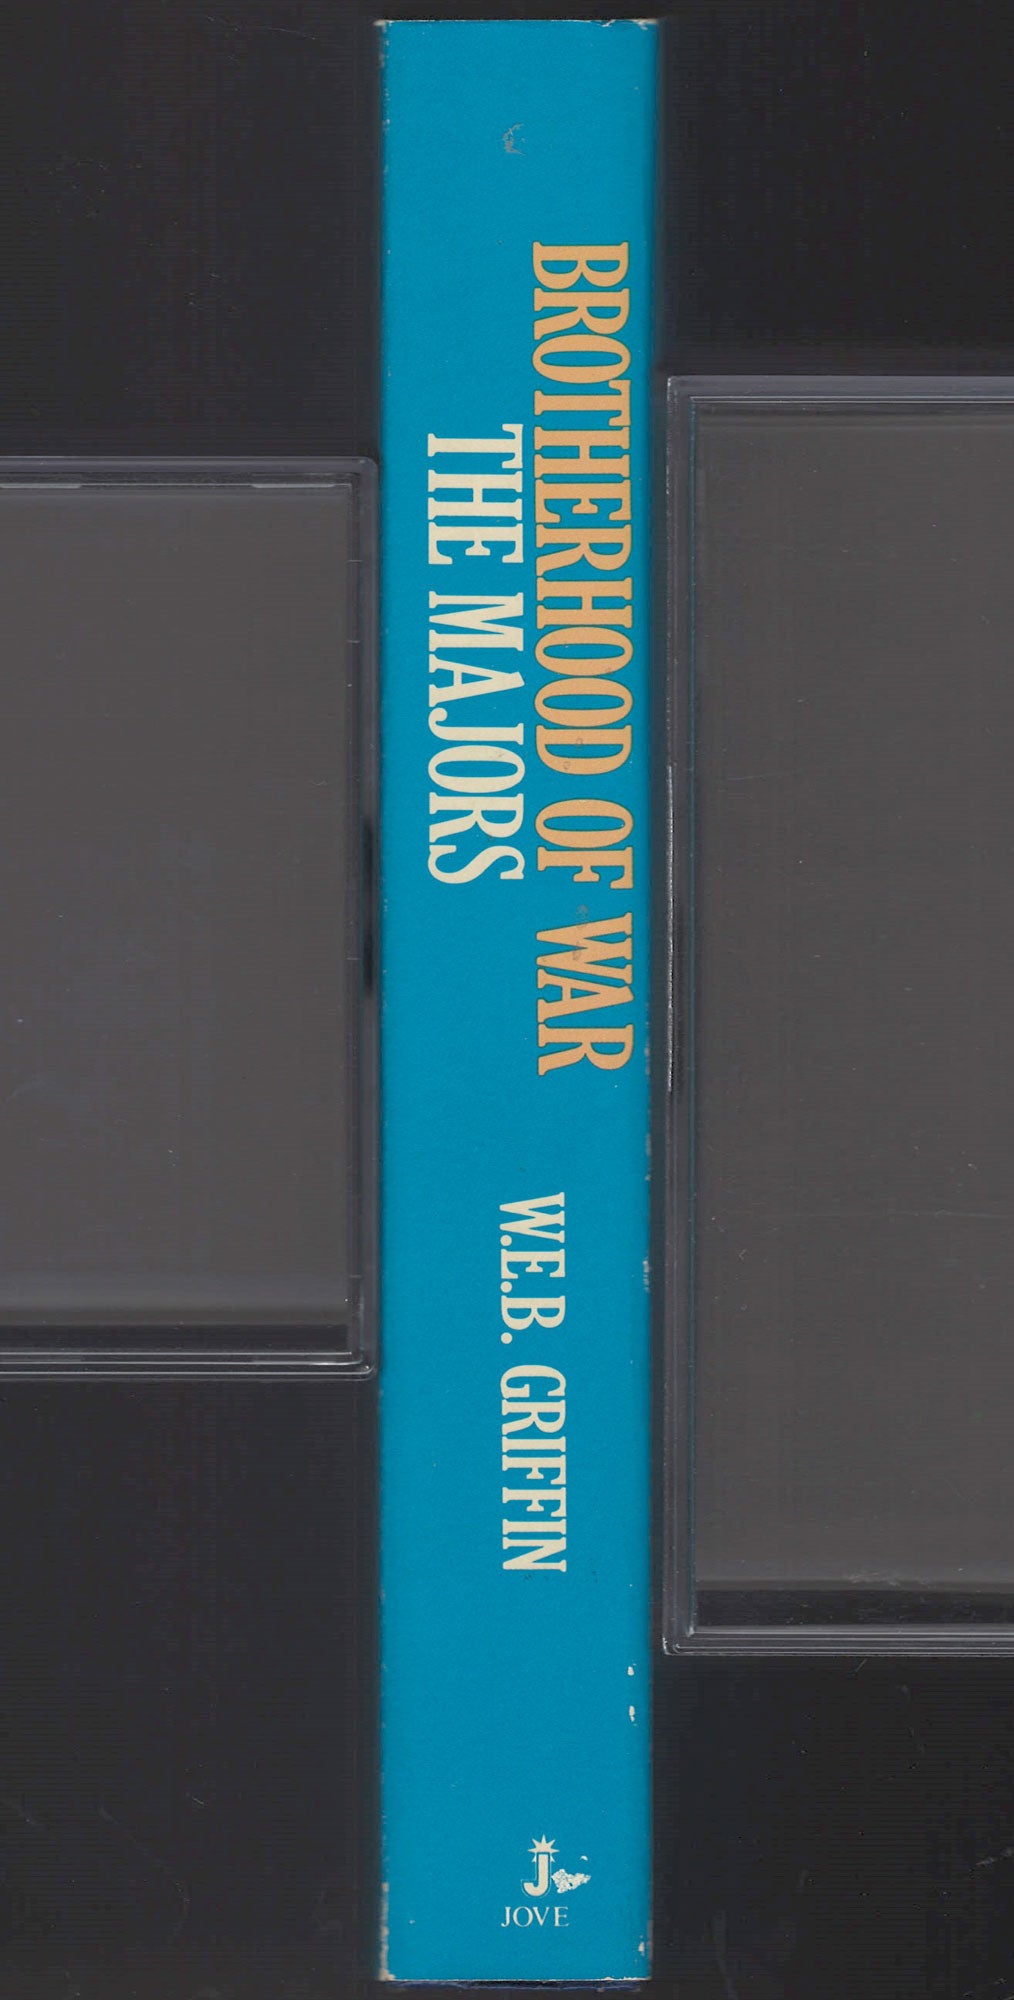 BROTHERHOOD OF WAR
THE MAJORS
W.E.B. GRIFFIN
J
JOVE